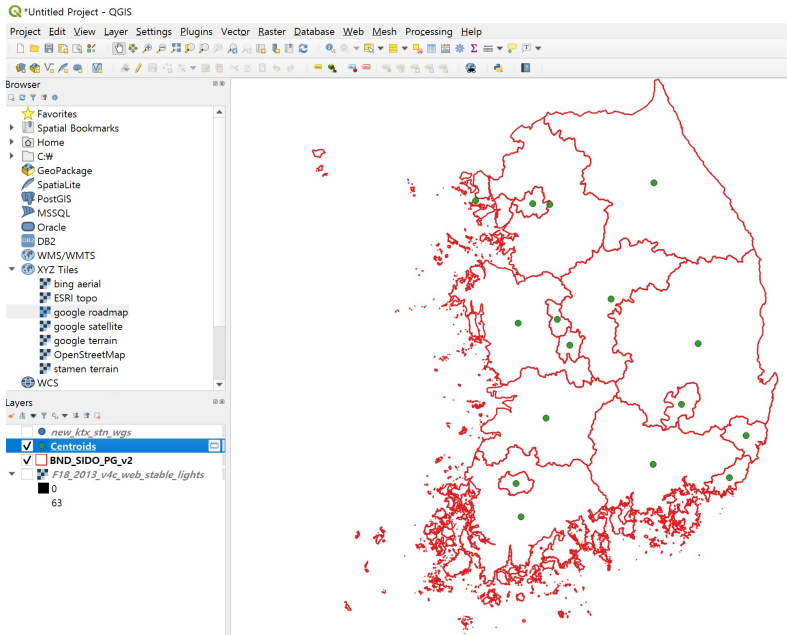 *Untitled Project - QGIS
Project Edit View Layer Settings Plugins Vector Raster Database Web Mesh Processing Help
Browser
Favorites
Spatial Bookmarks
Home
C:₩
GeoPackage
SpatiaLite
PostGIS
MSSQL
Oracle
DB2
DB2
WMS/WMTS
XYZ Tiles
bing aerial
ESRI topo
google roadmap
google satellite
google terrain
OpenStreetMap
stamen terrain
WCS
Layers
new_ktx_stn_wgs
Centroids
BND_SIDO_PG_v2
F18_2013_v4c_web_stable_lights
0
63